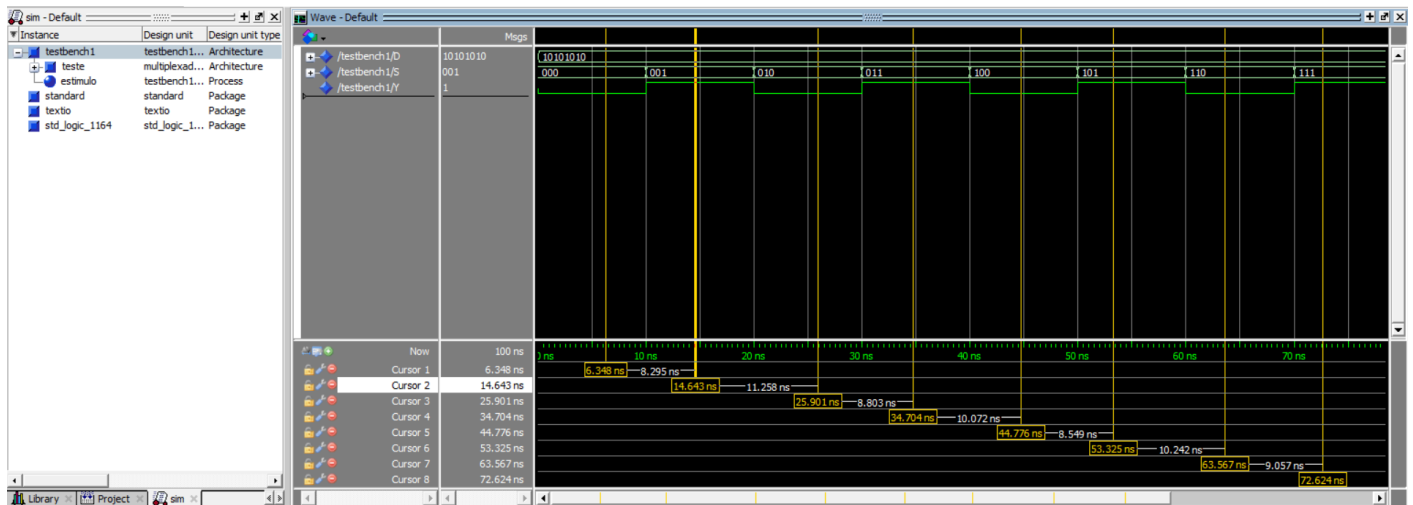 sim - Default
Instance Design unit Design unit type
testbench1 testbench1... Architecture
teste multiplexad... Architecture
estimulo testbench1... Process
standard standard Package
textio textio Package
std_logic_1164 std_logic_1... Package
Library Project sim
Wave - Default
Msgs
/testbench1/D 10101010 10101010
/testbench1/S 001 000 001 010 011 100 101 110 111
/testbench1/Y 1
Now 100 ns 0 ns 10 ns 20 ns 30 ns 40 ns 50 ns 60 ns 70 ns
Cursor 1 6.348 ns 6.348 ns 8.295 ns
Cursor 2 14.643 ns 14.643 ns 11.258 ns
Cursor 3 25.901 ns 25.901 ns 8.803 ns
Cursor 4 34.704 ns 34.704 ns 10.072 ns
Cursor 5 44.776 ns 44.776 ns 8.549 ns
Cursor 6 53.325 ns 53.325 ns 10.242 ns
Cursor 7 63.567 ns 63.567 ns 9.057 ns
Cursor 8 72.624 ns 72.624 ns